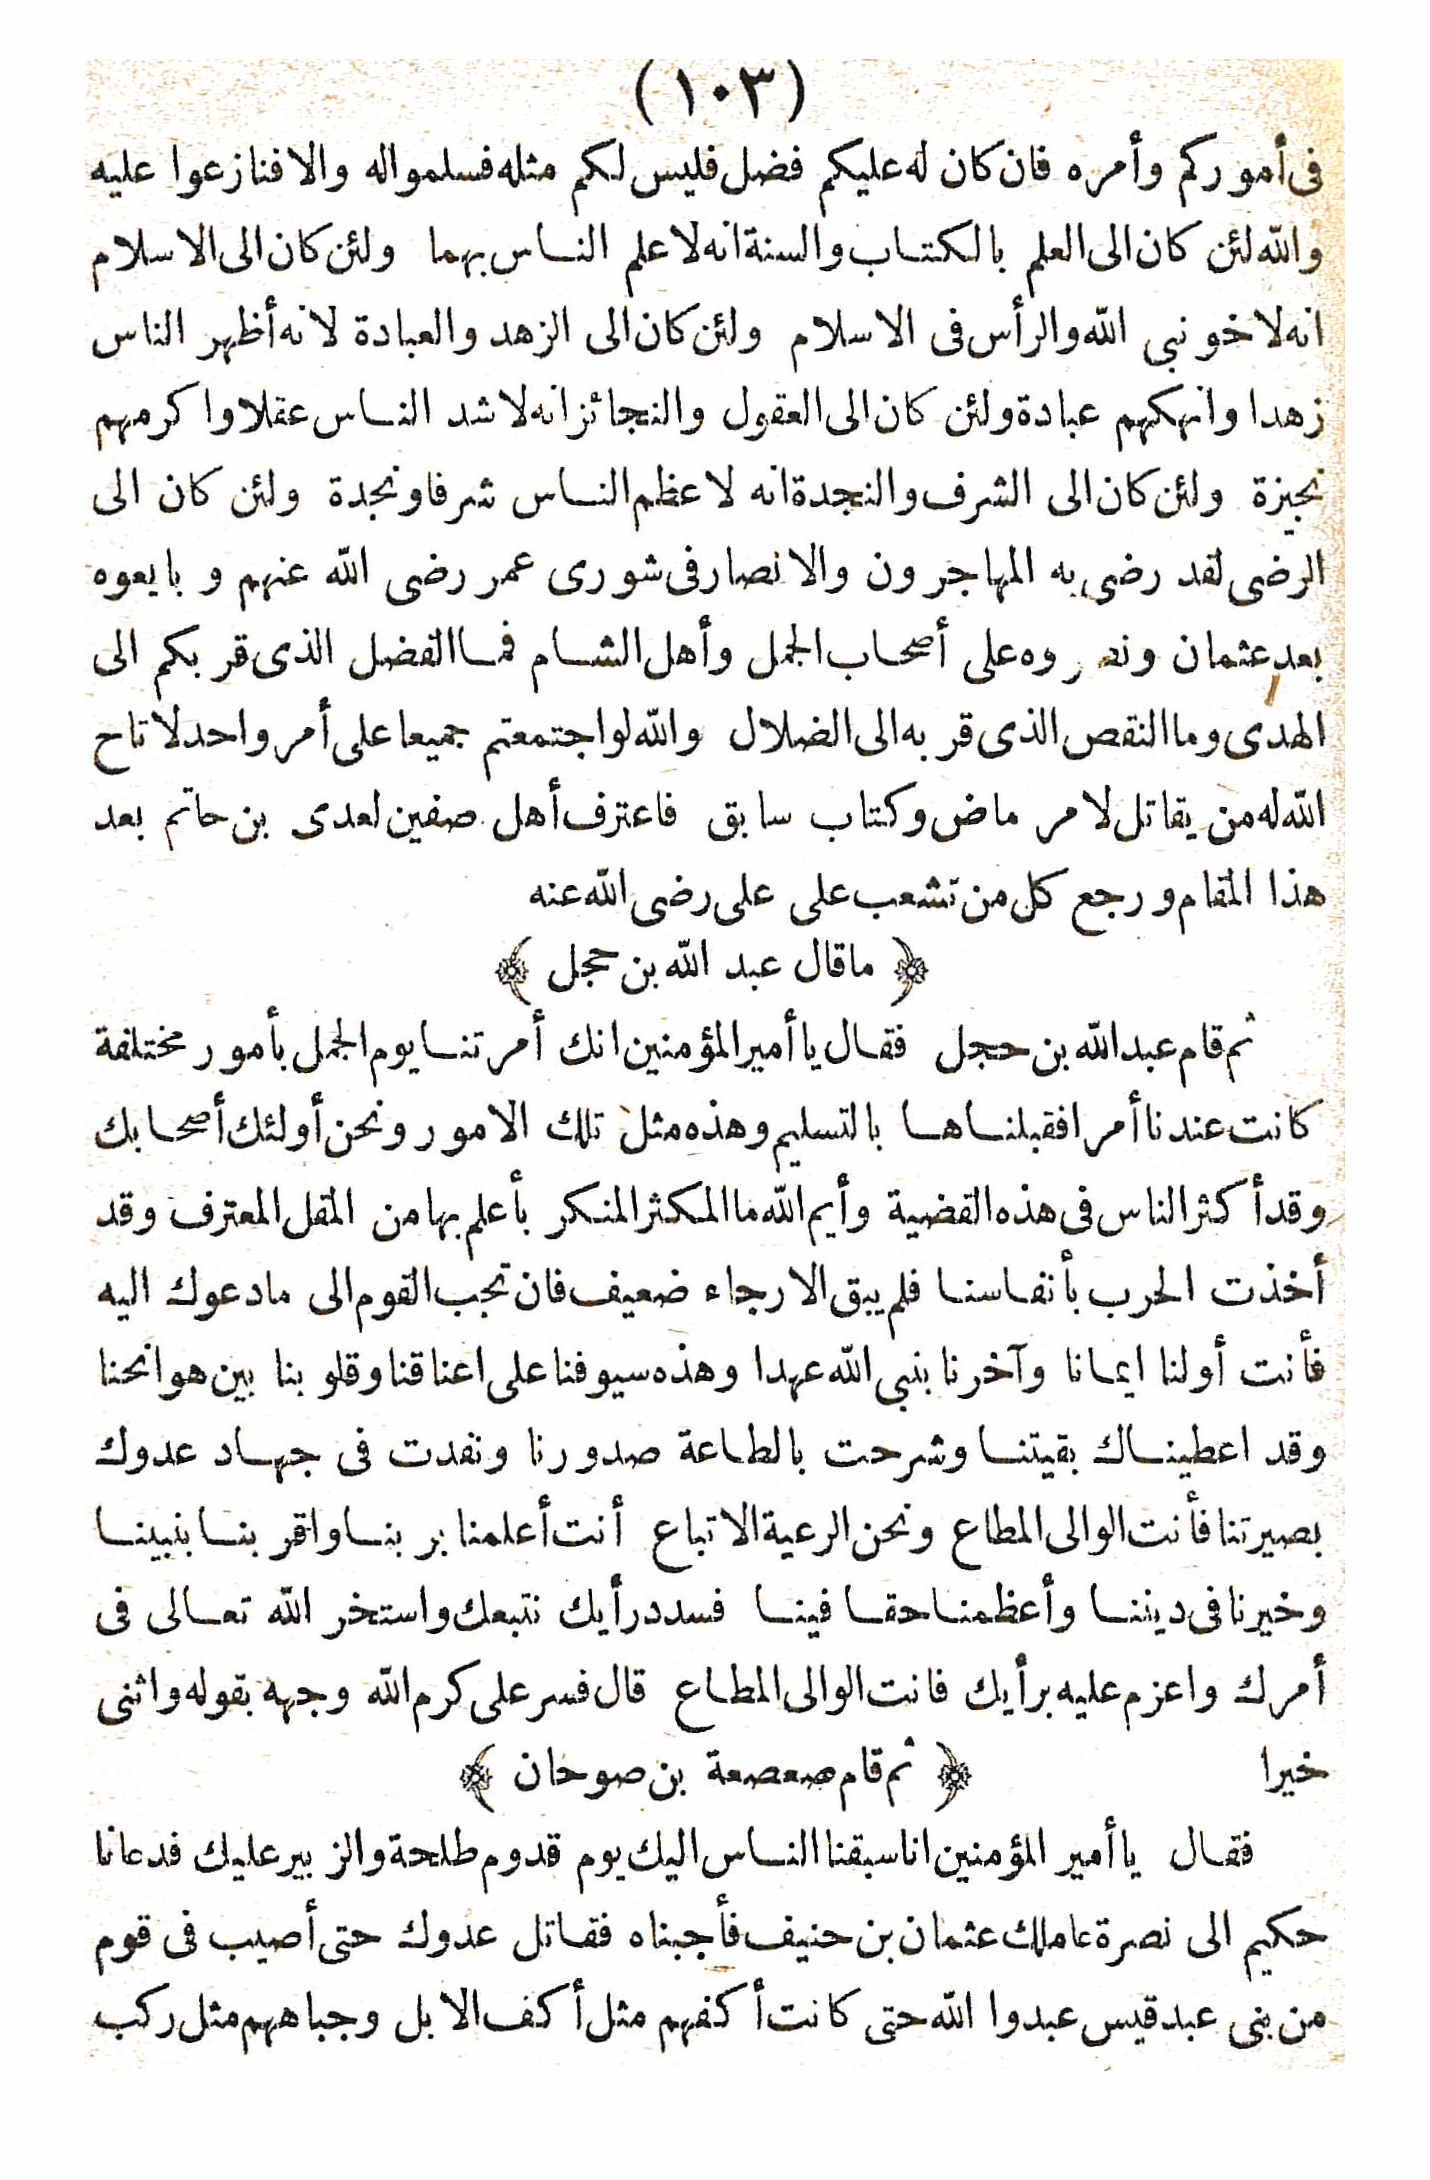 (١٠٣)
فى أموركم وأمره فان كان له عليكم فضل فليس لكم مثله فسلموا له والا فنازعوا عليه
والله لئن كان الى العلم بالكتاب والسنة انه لاعلم الناس بهما ولئن كان الى الاسلام
انه لاخو نبى الله والرأس فى الاسلام ولئن كان الى الزهد والعبادة لانه أظهر الناس
زهدا وانهكهم عبادة ولئن كان الى العقول والنجائز انه لاشد الناس عقلا وا كرمهم
نجيزة ولئن كان الى الشرف والنجدة انه لاعظم الناس شرفا ونجدة ولئن كان الى
الرضى لقد رضى به المهاجرون والانصار فى شورى عمر رضى الله عنهم و بايعوه
بعد عثمان ونصروه على أصحاب الجمل وأهل الشام فما الفضل الذى قربكم الى
الهدى وما النقص الذى قربه الى الضلال والله لو اجتمعتم جميعا على أمر واحد لاتاح
الله له من يقاتل لامر ماض وكتاب سابق فاعترف أهل صفين لعدى بن حاتم بعد
هذا المقام ورجع كل من تشعب على على رضى الله عنه
﴿ ماقال عبد الله بن حجل ﴾
ثم قام عبد الله بن حجل فقال يا أمير المؤمنين انك أمرتنا يوم الجمل بأمور مختلفة
كانت عندنا أمرا فقبلناها بالتسليم وهذه مثل تلك الامور ونحن أولئك أصحابك
وقد أكثر الناس فى هذه القضية وأيم الله ما المكثر المنكر بأعلم بها من المقل المعترف وقد
أخذت الحرب بأنفاسنا فلم يبق الا رجاء ضعيف فان تجب القوم الى مادعوك اليه
فأنت أولنا ايمانا وآخرنا بنبى الله عهدا وهذه سيوفنا على اعناقنا وقلوبنا بين هوانحنا
وقد اعطيناك بقيتنا وشرحت بالطاعة صدورنا ونفدت فى جهاد عدوك
بصيرتنا فأنت الوالى المطاع ونحن الرعية الاتباع أنت أعلمنا بربنا واقربنا بنبينا
وخيرنا فى ديننا وأعظمنا حقا فينا فسدد رأيك نتبعك واستخر الله تعالى فى
أمرك واعزم عليه برأيك فانت الوالى المطاع قال فسر على كرم الله وجهه بقوله واثنى
خيرا ﴿ ثم قام صعصعة بن صوحان ﴾
فقال يا أمير المؤمنين انا سبقنا الناس اليك يوم قدوم طلحة والزبير عليك فدعانا
حكيم الى نصرة عاملك عثمان بن حنيف فأجبناه فقاتل عدوك حتى أصيب فى قوم
من بنى عبد قيس عبدوا الله حتى كانت أكفهم مثل أكف الابل وجباههم مثل ركب